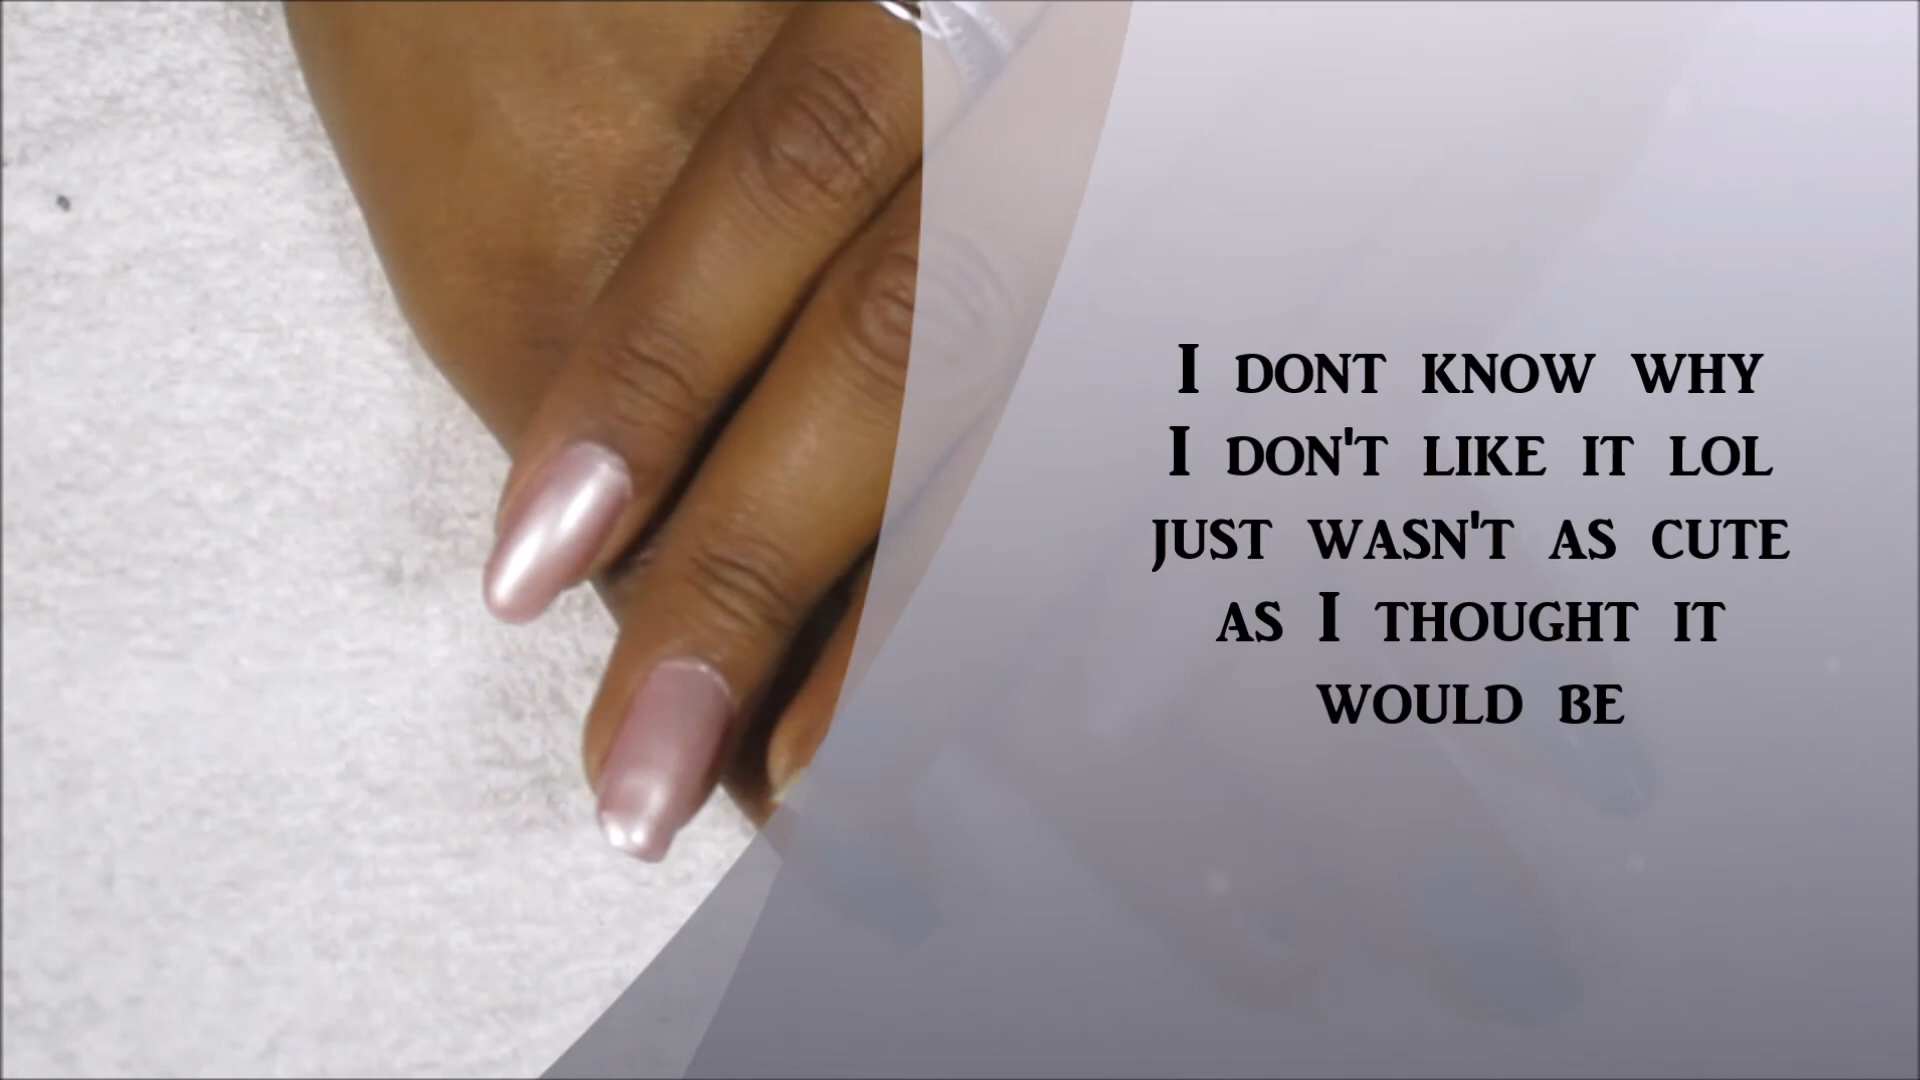 I DONT KNOW WHY
I DON'T LIKE IT LOL
JUST WASN'T AS CUTE
AS I THOUGHT IT
WOULD BE